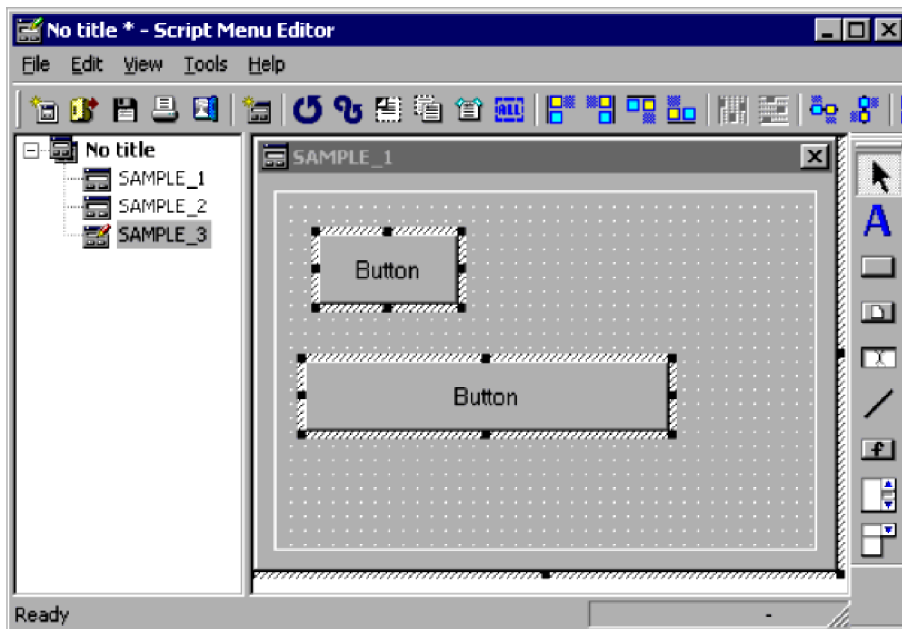 No title * - Script Menu Editor
File Edit View Tools Help
ALL
No title
SAMPLE_1
SAMPLE_2
SAMPLE_3
SAMPLE_1
Button
Button
A
f
Ready
-